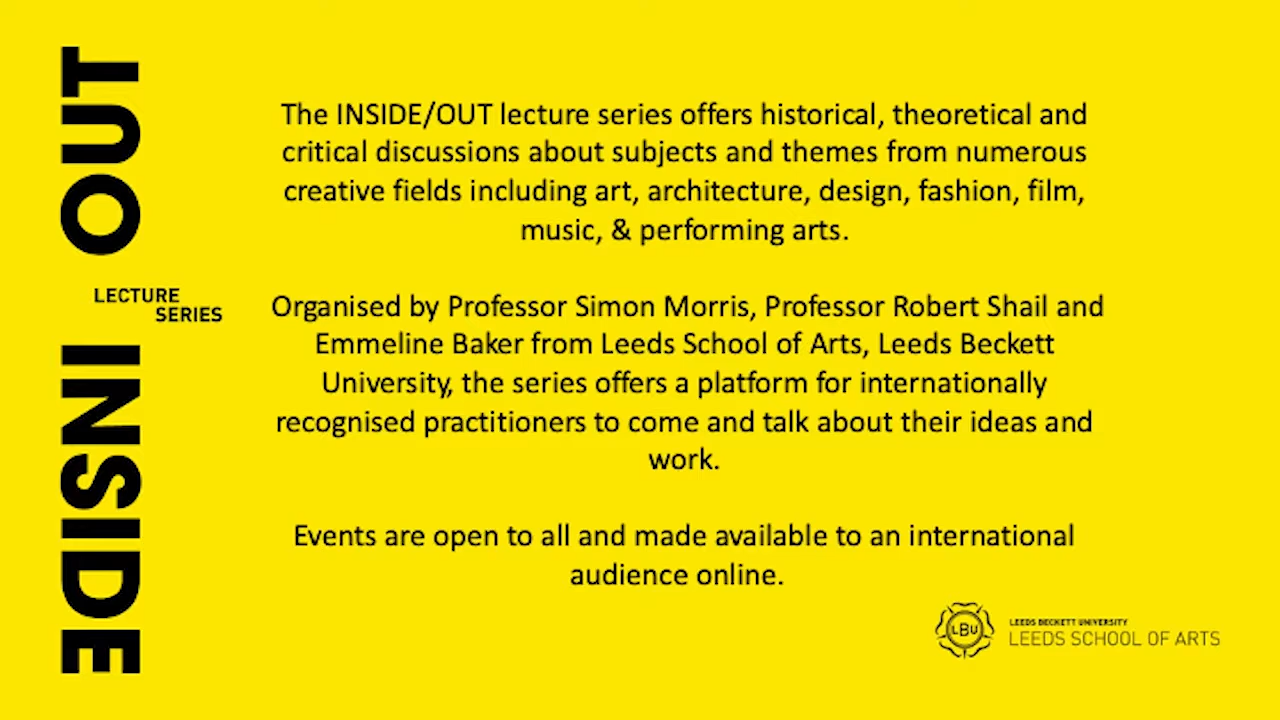 INSIDE OUT
LECTURE
SERIES
The INSIDE/OUT lecture series offers historical, theoretical and
critical discussions about subjects and themes from numerous
creative fields including art, architecture, design, fashion, film,
music, & performing arts.
Organised by Professor Simon Morris, Professor Robert Shail and
Emmeline Baker from Leeds School of Arts, Leeds Beckett
University, the series offers a platform for internationally
recognised practitioners to come and talk about their ideas and
work.
Events are open to all and made available to an international
audience online.
LBU
LEEDS BECKETT UNIVERSITY
LEEDS SCHOOL OF ARTS